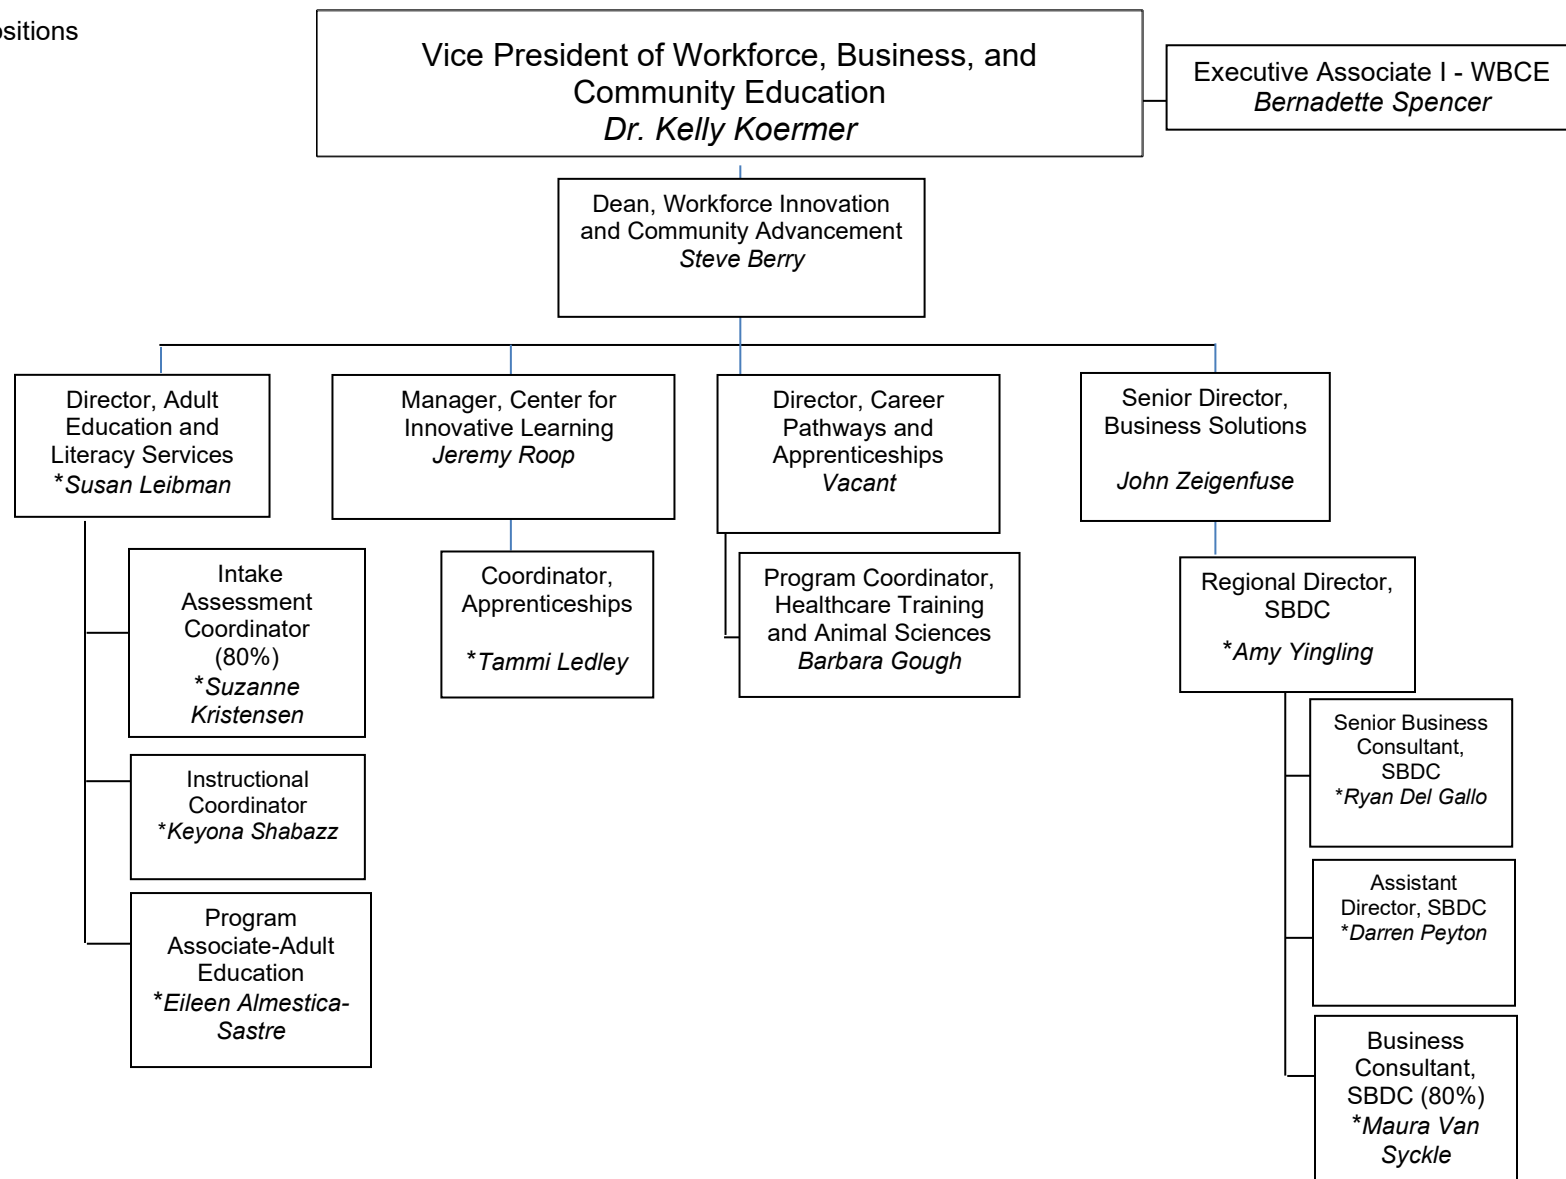 ositions
Vice President of Workforce, Business, and
Community Education
Dr. Kelly Koermer
Executive Associate I - WBCE
Bernadette Spencer
Dean, Workforce Innovation
and Community Advancement
Steve Berry
Director, Adult
Education and
Literacy Services
*Susan Leibman
Manager, Center for
Innovative Learning
Jeremy Roop
Director, Career
Pathways and
Apprenticeships
Vacant
Senior Director,
Business Solutions
John Zeigenfuse
Intake
Assessment
Coordinator
(80%)
*Suzanne
Kristensen
Coordinator,
Apprenticeships
*Tammi Ledley
Program Coordinator,
Healthcare Training
and Animal Sciences
Barbara Gough
Regional Director,
SBDC
*Amy Yingling
Instructional
Coordinator
*Keyona Shabazz
Senior Business
Consultant,
SBDC
*Ryan Del Gallo
Program
Associate-Adult
Education
*Eileen Almestica-
Sastre
Assistant
Director, SBDC
*Darren Peyton
Business
Consultant,
SBDC (80%)
*Maura Van
Syckle